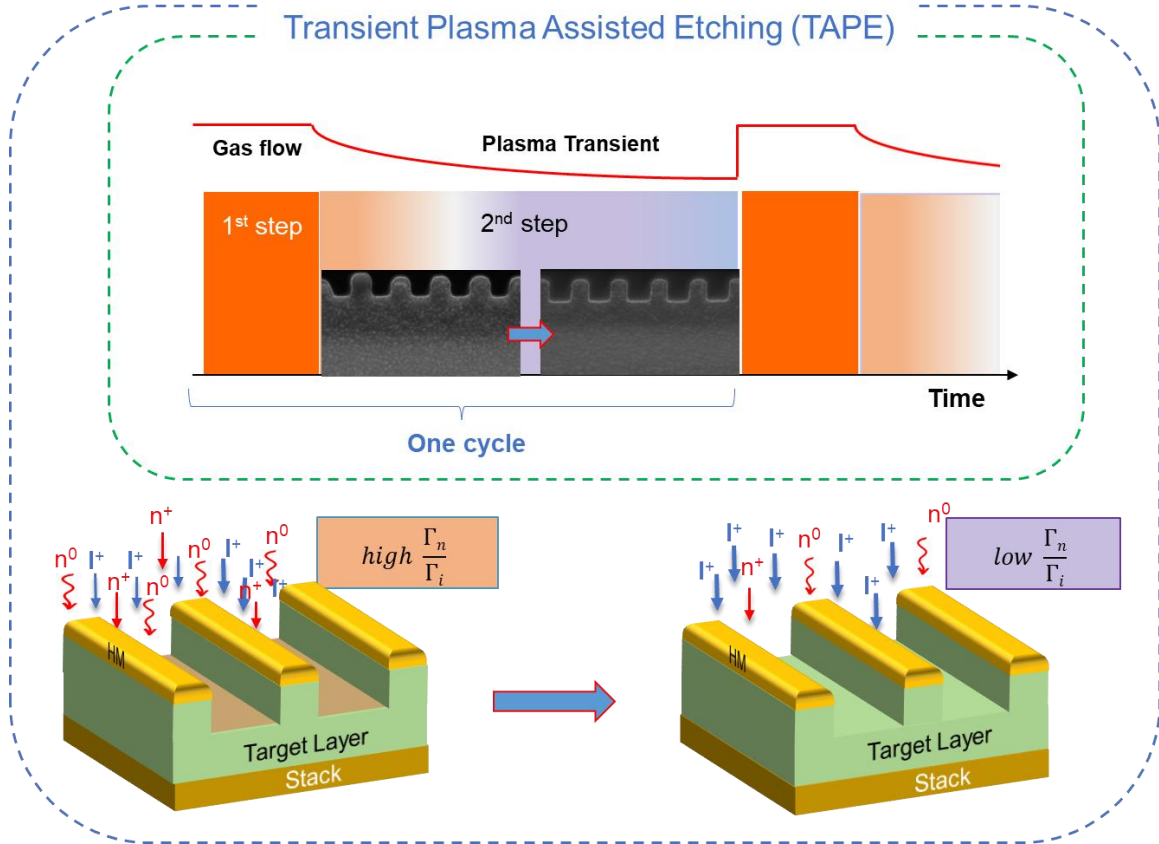 Transient Plasma Assisted Etching (TAPE)
Gas flow
Plasma Transient
1st step
2nd step
Time
One cycle
n⁰
I⁺
n⁺
I⁺
n⁰
n⁺
I⁺
n⁰
I⁺
I⁺
n⁺
I⁺
n⁰
high Γn/Γi
HM
Target Layer
Stack
I⁺
I⁺
n⁺
I⁺
n⁰
I⁺
I⁺
I⁺
n⁰
low Γn/Γi
HM
Target Layer
Stack